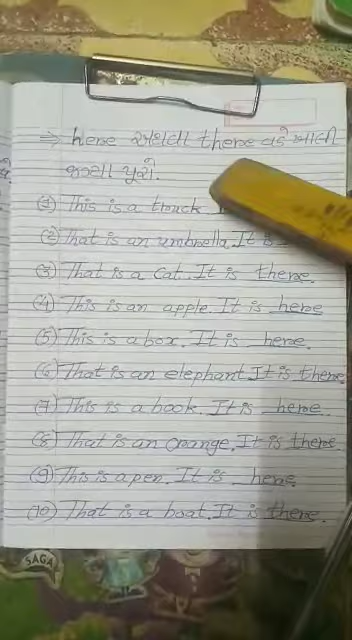 ⇒ here અથવા there વડે ખાલી
જગ્યા પુરો.
(1) This is a truck.
(2) That is an umbrella. It is
(3) That is a cat. It is there.
(4) This is an apple. It is here
(5) This is a box. It is here.
(6) That is an elephant It is there.
(7) This is a book. It is here.
(8) That is an orange. It is there.
(9) This is a pen. It is here.
(10) That is a boat. It is there.
SAGA